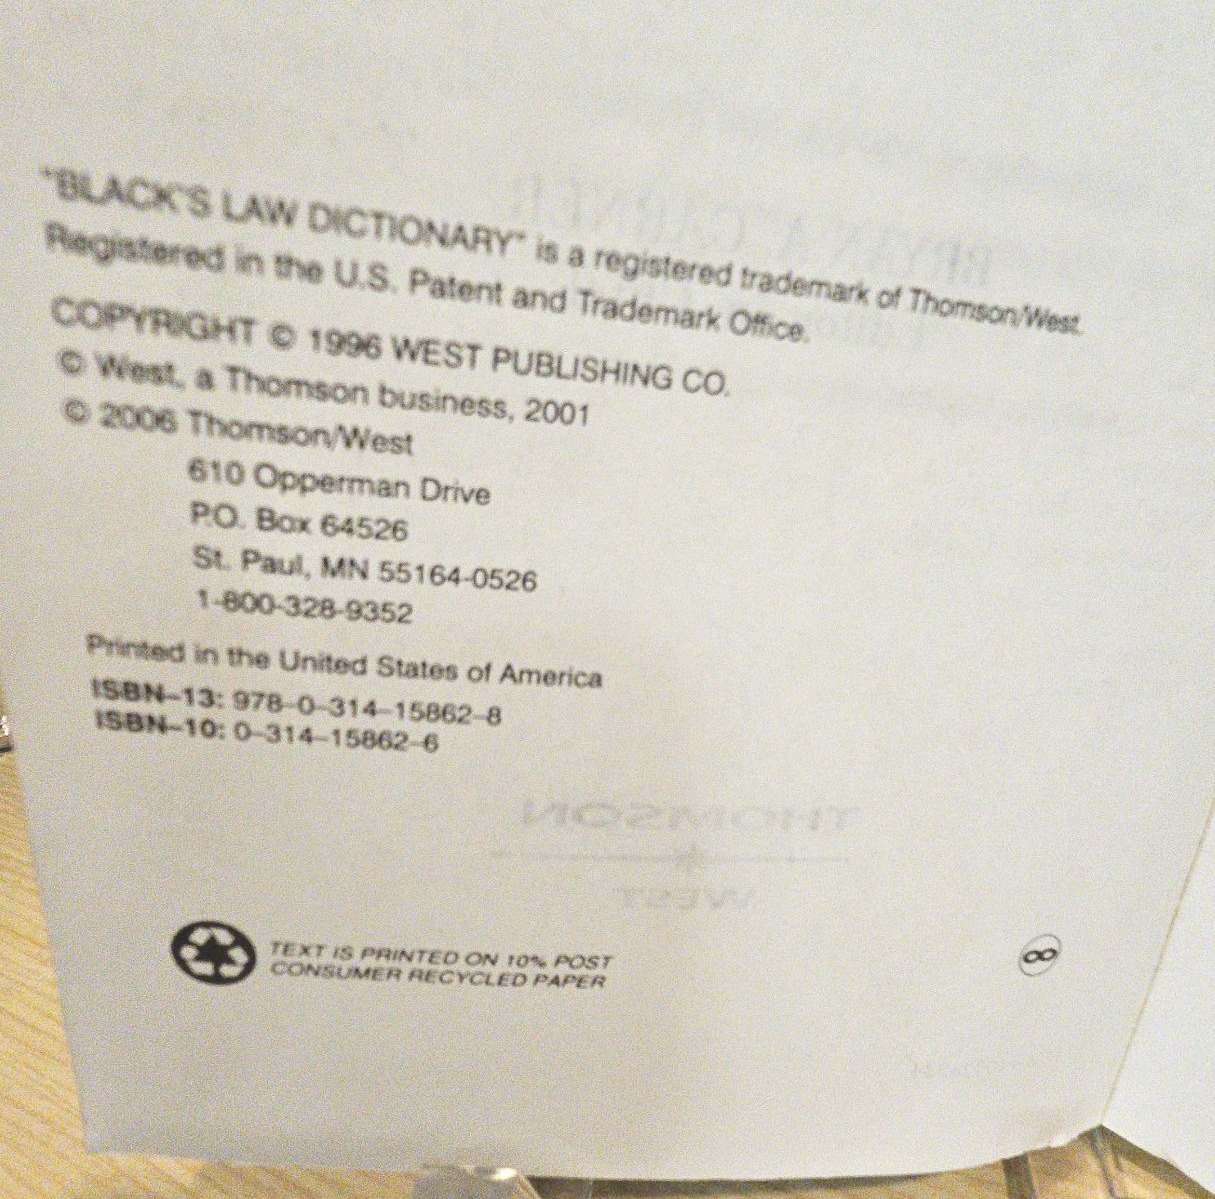 "BLACK'S LAW DICTIONARY" is a registered trademark of Thomson/West.
Registered in the U.S. Patent and Trademark Office.
COPYRIGHT © 1996 WEST PUBLISHING CO.
© West, a Thomson business, 2001
© 2006 Thomson/West
610 Opperman Drive
P.O. Box 64526
St. Paul, MN 55164-0526
1-800-328-9352
Printed in the United States of America
ISBN–13: 978–0–314–15862–8
ISBN–10: 0–314–15862–6
THOMSON
WEST
TEXT IS PRINTED ON 10% POST
CONSUMER RECYCLED PAPER